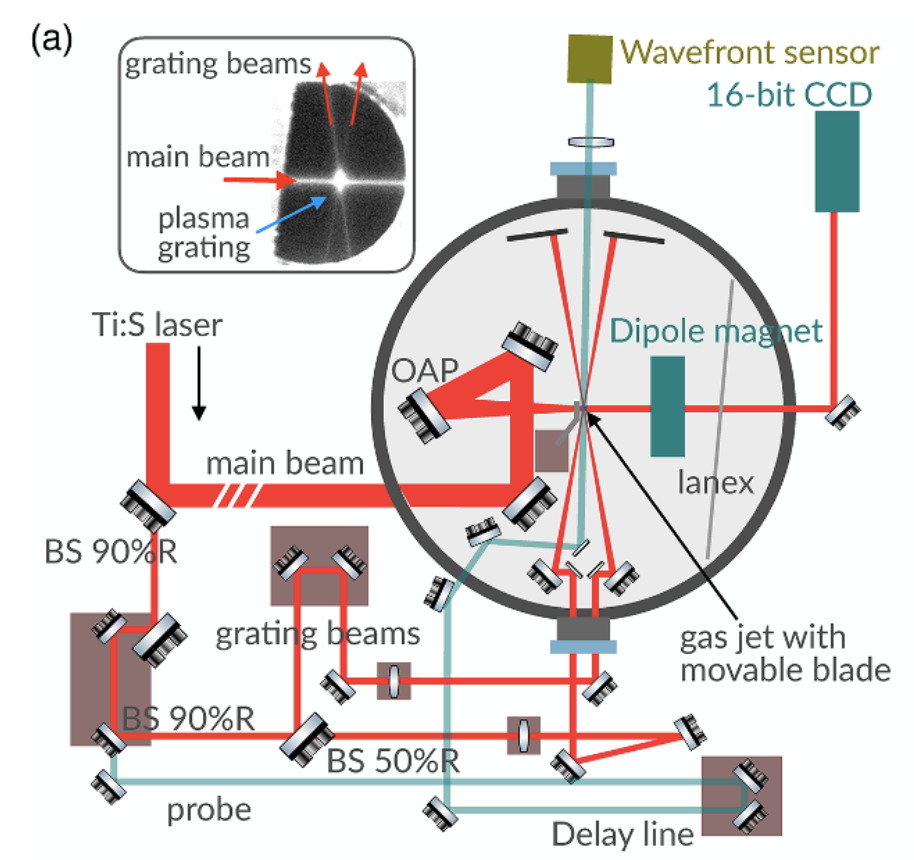 (a)
grating beams
main beam
plasma
grating
Wavefront sensor
16-bit CCD
Ti:S laser
OAP
Dipole magnet
main beam
lanex
BS 90%R
grating beams
gas jet with
movable blade
BS 90%R
BS 50%R
probe
Delay line